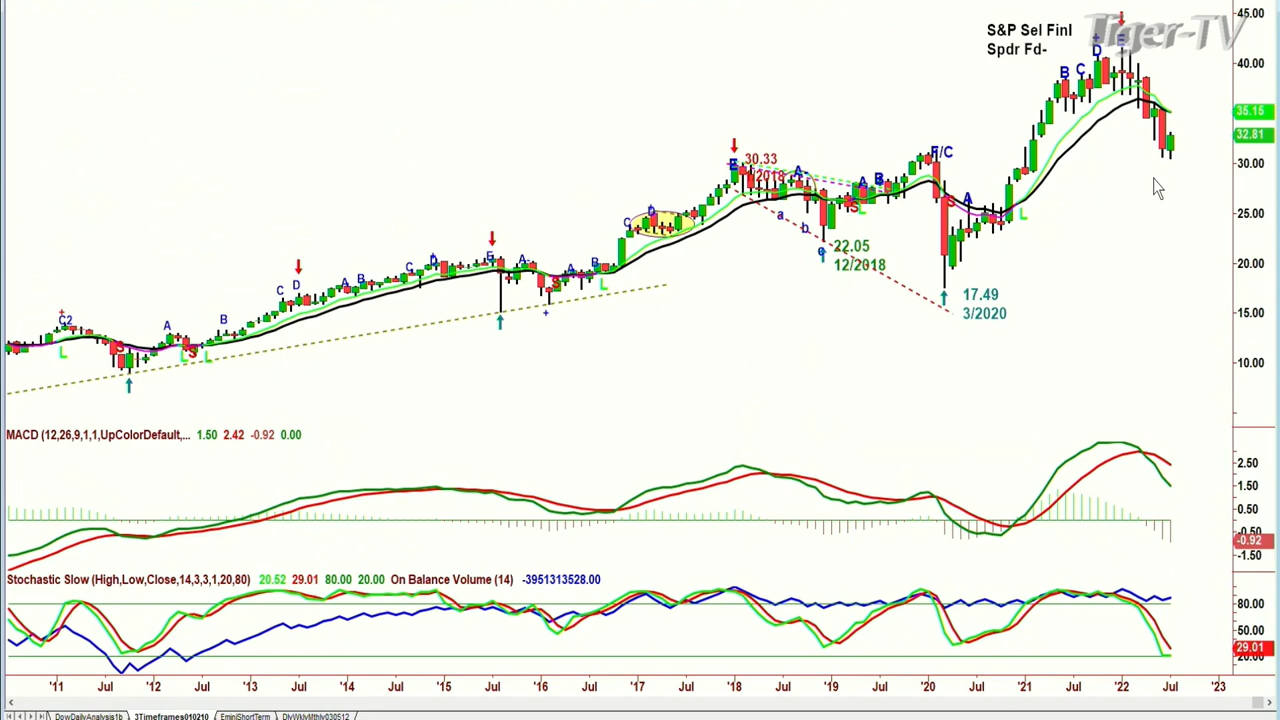 Tiger-TV
S&P Sel Finl
Spdr Fd-
45.00
40.00
35.15
32.81
30.00
25.00
20.00
15.00
10.00
B C D E
+
E 30.33
/2018
A
A B
F/C
S A
L
S
L
a
b
c
22.05
12/2018
17.49
3/2020
C D
A B C D E A
S A B
L
+
C2
L
S
A
L S L
B
C D
MACD (12,26,9,1,1,UpColorDefault,... 1.50 2.42 -0.92 0.00
2.50
1.50
0.50
-0.50
-0.92
-1.50
Stochastic Slow (High,Low,Close,14,3,3,1,20,80) 20.52 29.01 80.00 20.00 On Balance Volume (14) -3951313528.00
80.00
50.00
29.01
20.00
'11 Jul '12 Jul '13 Jul '14 Jul '15 Jul '16 Jul '17 Jul '18 Jul '19 Jul '20 Jul '21 Jul '22 Jul '23
DowDailyAnalysis1b 3Timeframes010210 EminiShortTerm DlyWklyMthly030512